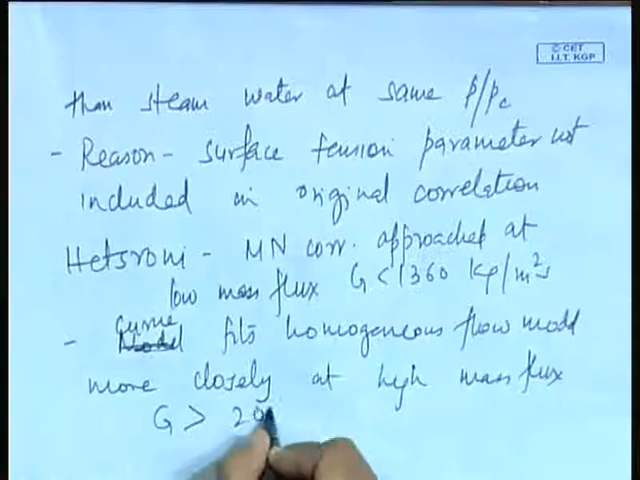 © CET
I.I.T. KGP
than steam water at same p/pc
- Reason - surface tension parameter not
included in original correlation
Hetsroni - MN corr. approached at
low mass flux G < 1360 kg/m²s
- Curve fits homogeneous flow model
more closely at high mass flux
G > 20